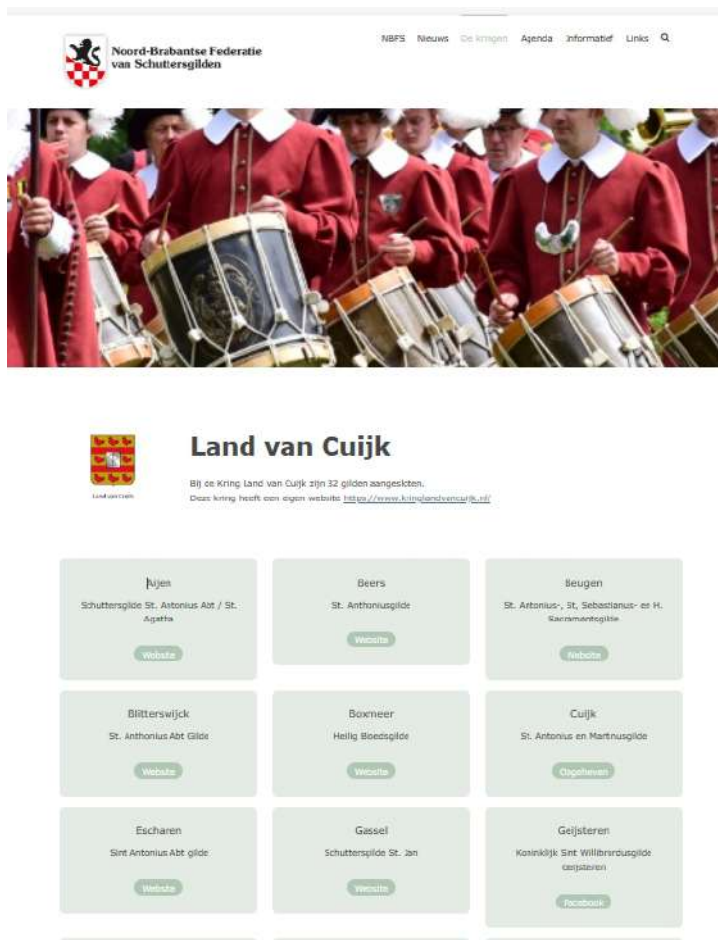 Noord-Brabantse Federatie
van Schuttersgilden
NBFS Nieuws De kringen Agenda Informatief Links
Land van Cuijk
Land van Cuijk
Bij de Kring Land van Cuijk zijn 32 gilden aangesloten.
Deze kring heeft een eigen website https://www.kringlandvancuijk.nl/
Aijen
Schuttersgilde St. Antonius Abt / St.
Agatha
Website
Beers
St. Anthoniusgilde
Website
Beugen
St. Antonius-, St, Sebastianus- en H.
Sacramentsgilde
Website
Blitterswijck
St. Anthonius Abt Gilde
Website
Boxmeer
Heilig Bloedsgilde
Website
Cuijk
St. Antonius en Martinusgilde
Opgeheven
Escharen
Sint Antonius Abt gilde
Website
Gassel
Schuttersgilde St. Jan
Website
Geijsteren
Koninklijk Sint Willibrordusgilde
Geijsteren
Facebook